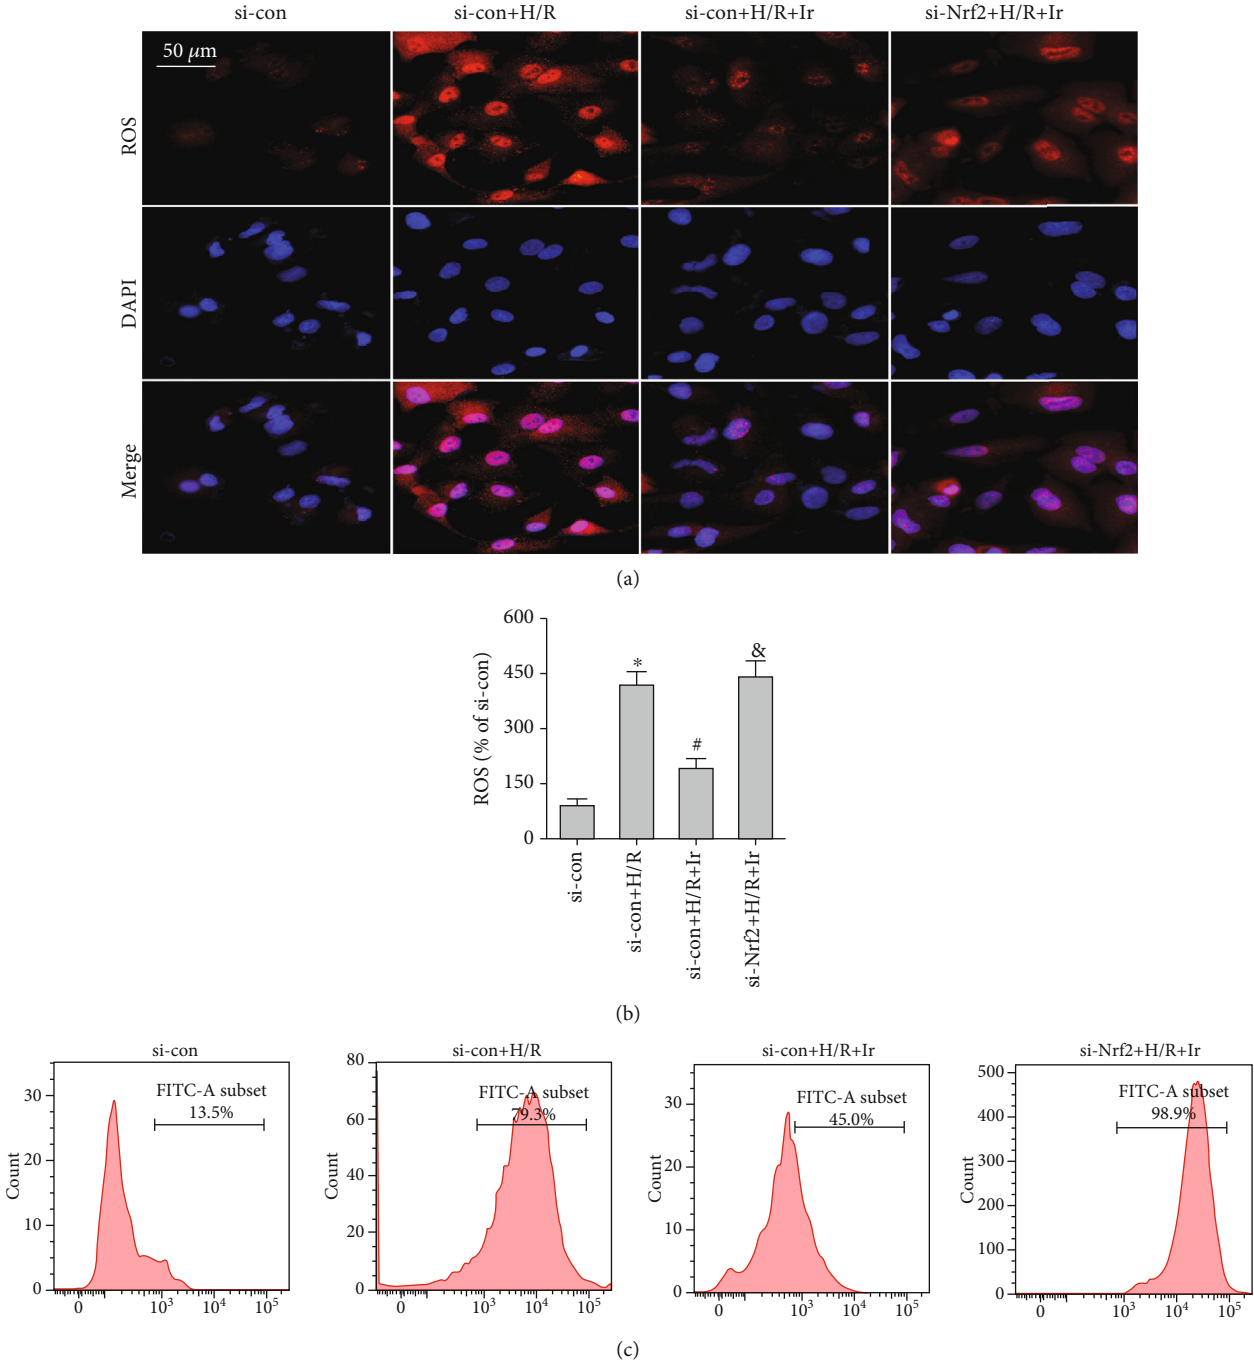 si-con si-con+H/R si-con+H/R+Ir si-Nrf2+H/R+Ir
50 μm
ROS
DAPI
Merge
(a)
600
450
300
150
0
ROS (% of si-con)
* # &
si-con
si-con+H/R
si-con+H/R+Ir
si-Nrf2+H/R+Ir
(b)
si-con
FITC-A subset
13.5%
30
20
10
0
Count
0 10³ 10⁴ 10⁵
si-con+H/R
FITC-A subset
79.3%
80
60
40
20
0
Count
0 10³ 10⁴ 10⁵
si-con+H/R+Ir
FITC-A subset
45.0%
30
20
10
0
Count
0 10³ 10⁴ 10⁵
si-Nrf2+H/R+Ir
FITC-A subset
98.9%
500
400
300
200
100
0
Count
0 10³ 10⁴ 10⁵
(c)